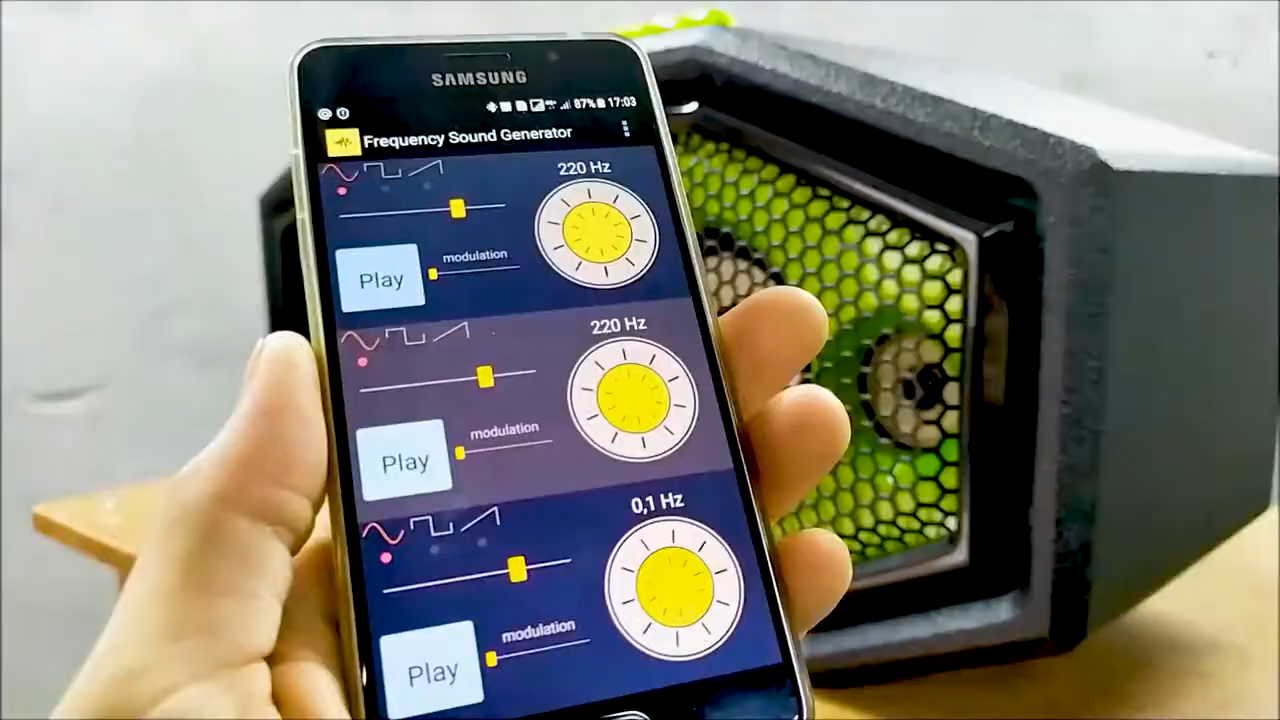 SAMSUNG
87% 17:03
Frequency Sound Generator
220 Hz
modulation
Play
220 Hz
modulation
Play
0,1 Hz
modulation
Play